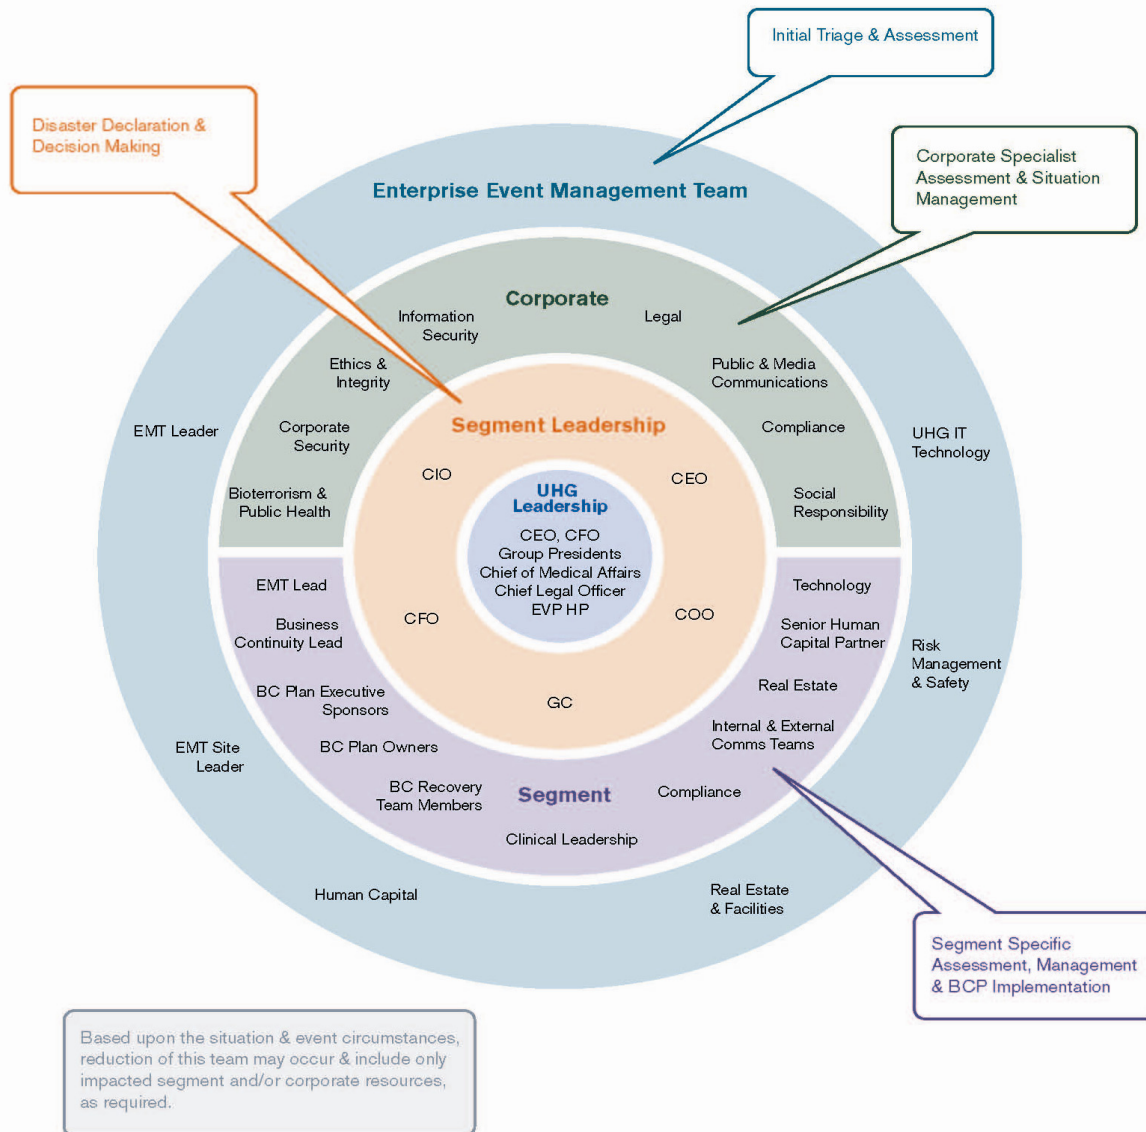 Initial Triage & Assessment
Disaster Declaration &
Decision Making
Corporate Specialist
Assessment & Situation
Management
Enterprise Event Management Team
Corporate
Information
Security
Legal
Ethics &
Integrity
Public & Media
Communications
Corporate
Security
Compliance
Bioterrorism &
Public Health
Social
Responsibility
EMT Leader
UHG IT
Technology
Segment Leadership
CIO
CEO
UHG
Leadership
CEO, CFO
Group Presidents
Chief of Medical Affairs
Chief Legal Officer
EVP HP
CFO
COO
GC
EMT Lead
Technology
Business
Continuity Lead
Senior Human
Capital Partner
BC Plan Executive
Sponsors
Real Estate
BC Plan Owners
Internal & External
Comms Teams
BC Recovery
Team Members
Segment
Compliance
Clinical Leadership
Risk
Management
& Safety
EMT Site
Leader
Human Capital
Real Estate
& Facilities
Segment Specific
Assessment, Management
& BCP Implementation
Based upon the situation & event circumstances,
reduction of this team may occur & include only
impacted segment and/or corporate resources,
as required.